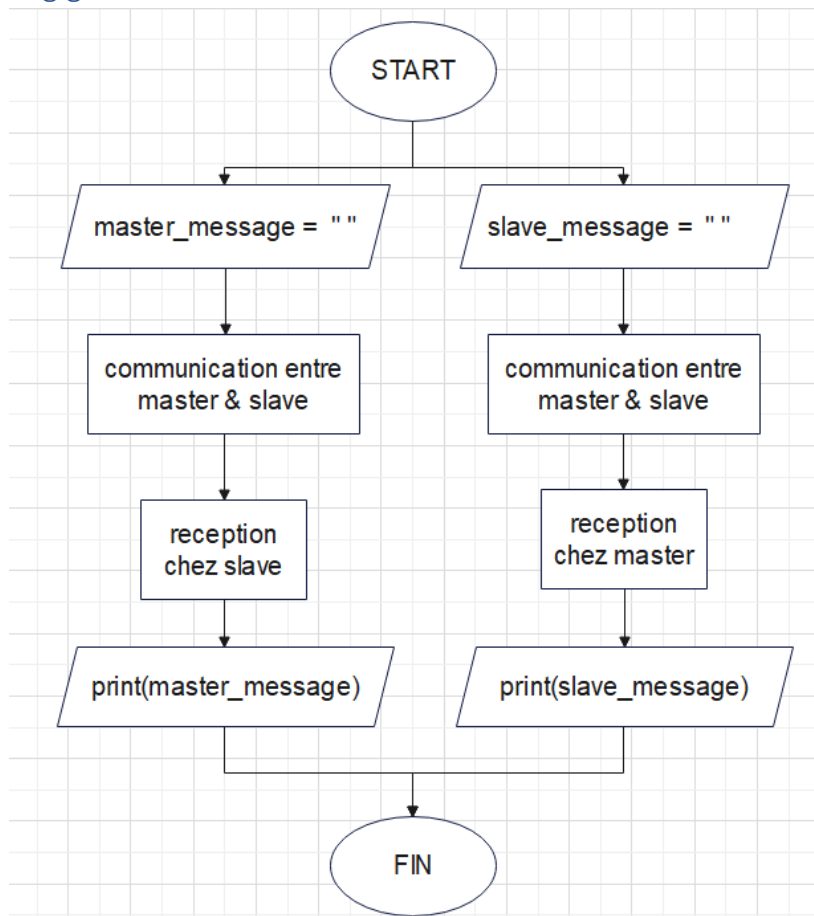 START
master_message = " "
slave_message = " "
communication entre
master & slave
communication entre
master & slave
reception
chez slave
reception
chez master
print(master_message)
print(slave_message)
FIN